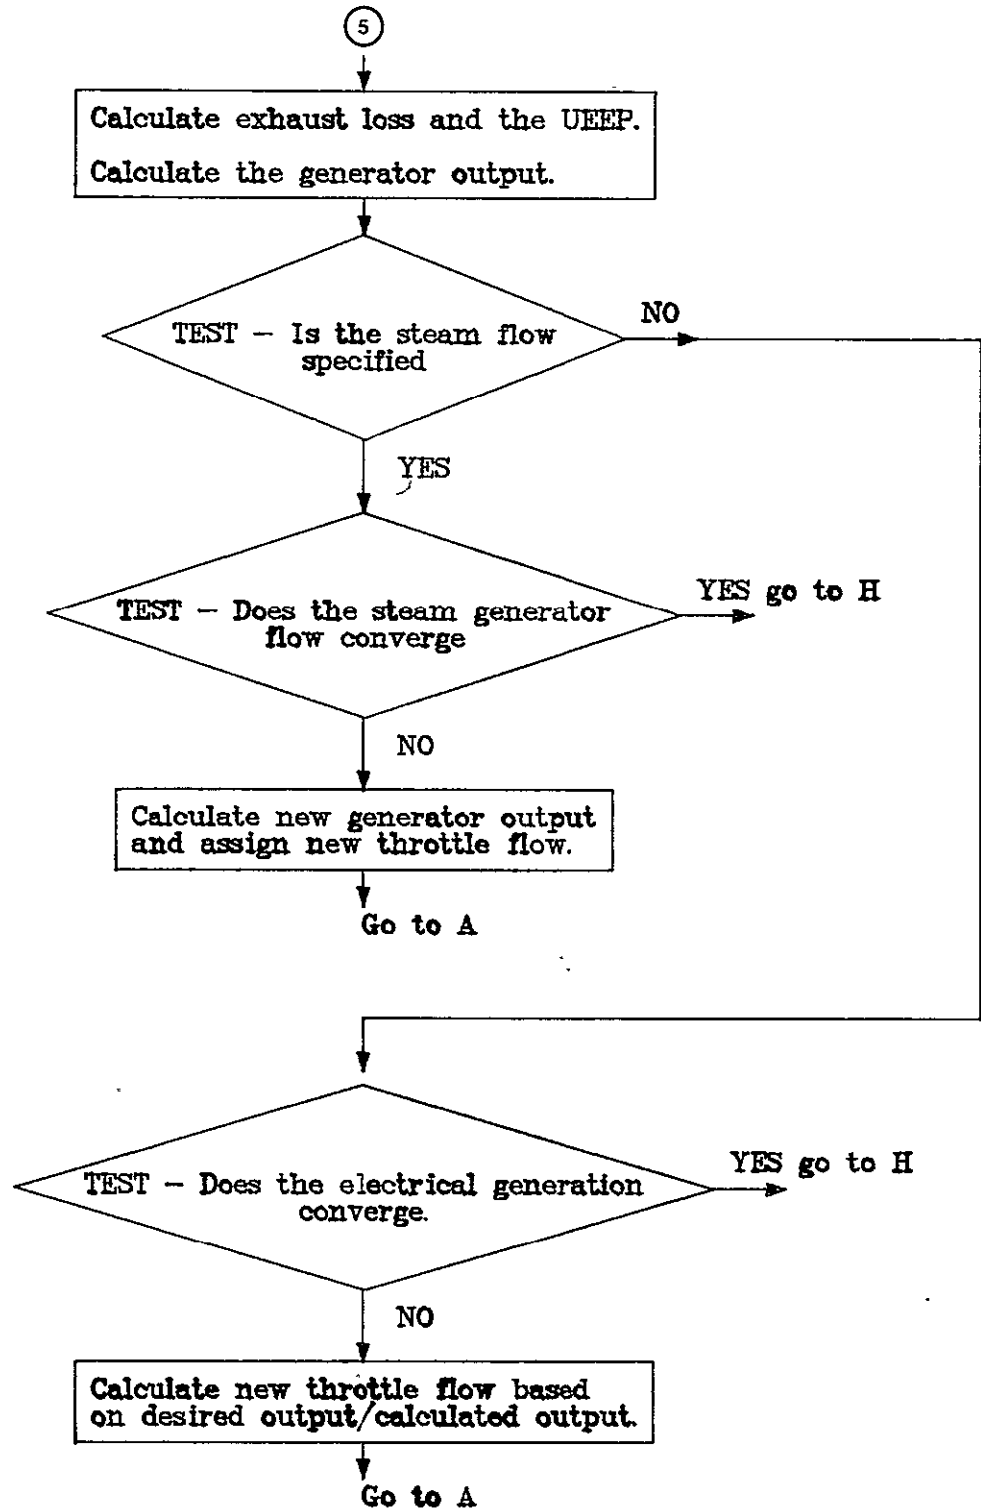 5
Calculate exhaust loss and the UEEP.
Calculate the generator output.
TEST — Is the steam flow
specified
NO
YES
TEST — Does the steam generator
flow converge
YES go to H
NO
Calculate new generator output
and assign new throttle flow.
Go to A
TEST — Does the electrical generation
converge.
YES go to H
NO
Calculate new throttle flow based
on desired output/calculated output.
Go to A